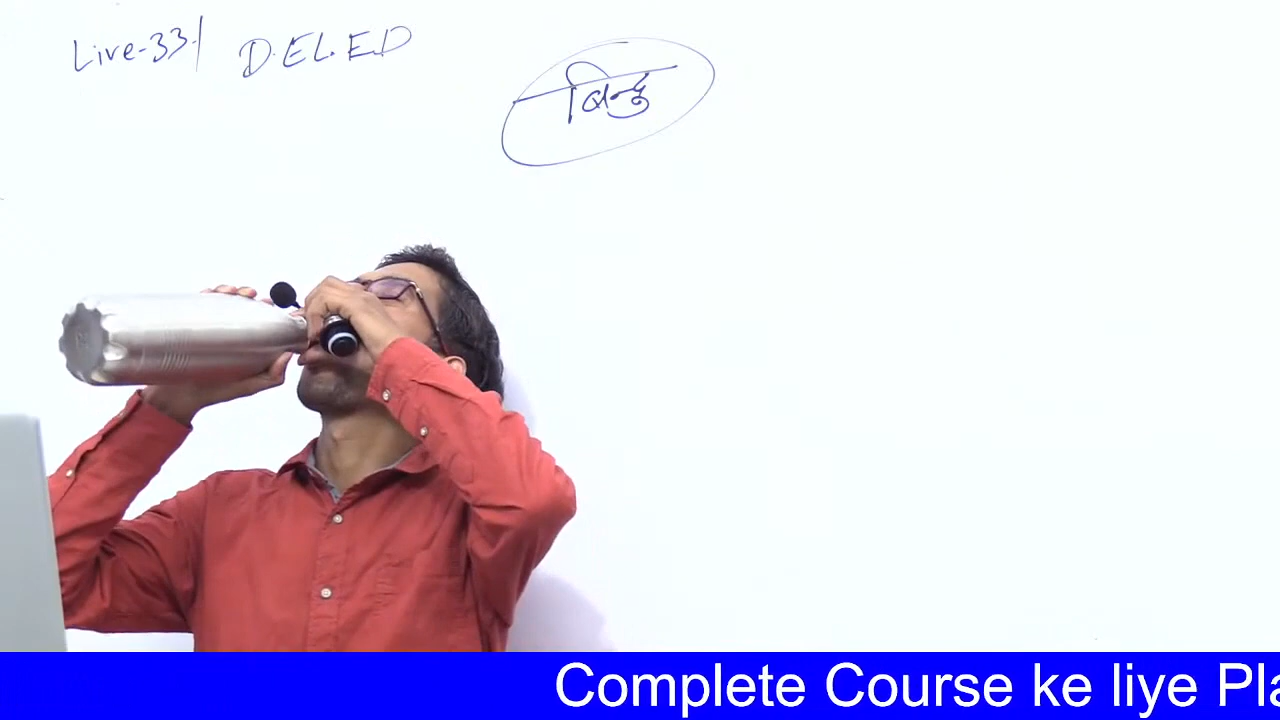 Live-33|
D.EL.ED
बिन्दु
Complete Course ke liye Pla